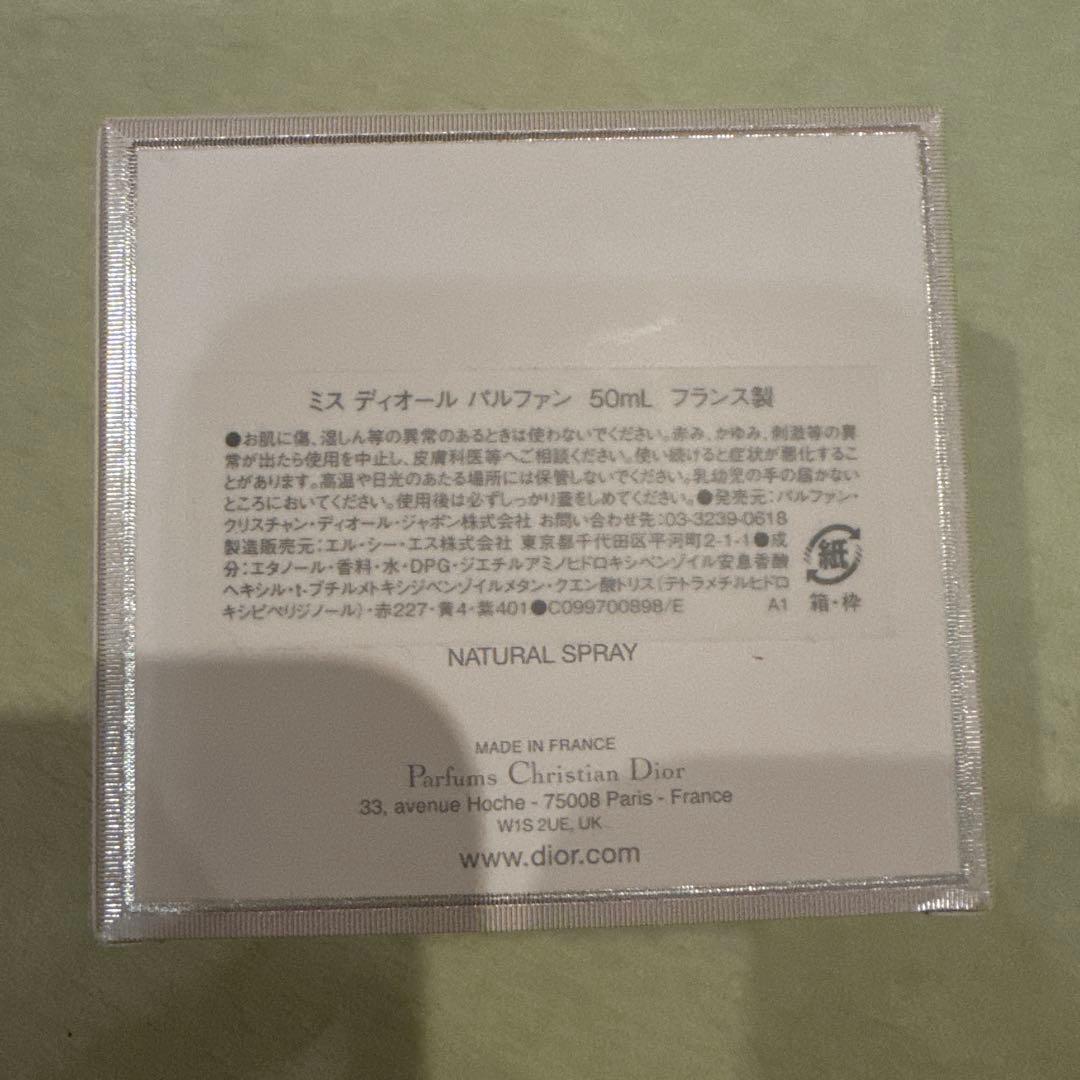 ミス ディオール パルファン 50mL フランス製
●お肌に傷、湿しん等の異常のあるときは使わないでください。赤み、かゆみ、刺激等の異
常が出たら使用を中止し、皮膚科医等へご相談ください。使い続けると症状が悪化するこ
とがあります。高温や日光のあたる場所には保管しないでください。乳幼児の手の届かない
ところにおいてください。使用後は必ずしっかり蓋をしめてください。●発売元:パルファン・
クリスチャン・ディオール・ジャポン株式会社 お問い合わせ先:03-3239-0618
製造販売元:エル・シー・エス株式会社 東京都千代田区平河町2-1-1●成
分:エタノール・香料・水・DPG・ジエチルアミノヒドロキシベンゾイル安息香酸
ヘキシル・t-ブチルメトキシジベンゾイルメタン・クエン酸トリス(テトラメチルヒドロ
キシピペリジノール)・赤227・黄4・紫401●C099700898/E A1
紙
箱・枠
NATURAL SPRAY
MADE IN FRANCE
Parfums Christian Dior
33, avenue Hoche - 75008 Paris - France
W1S 2UE, UK
www.dior.com